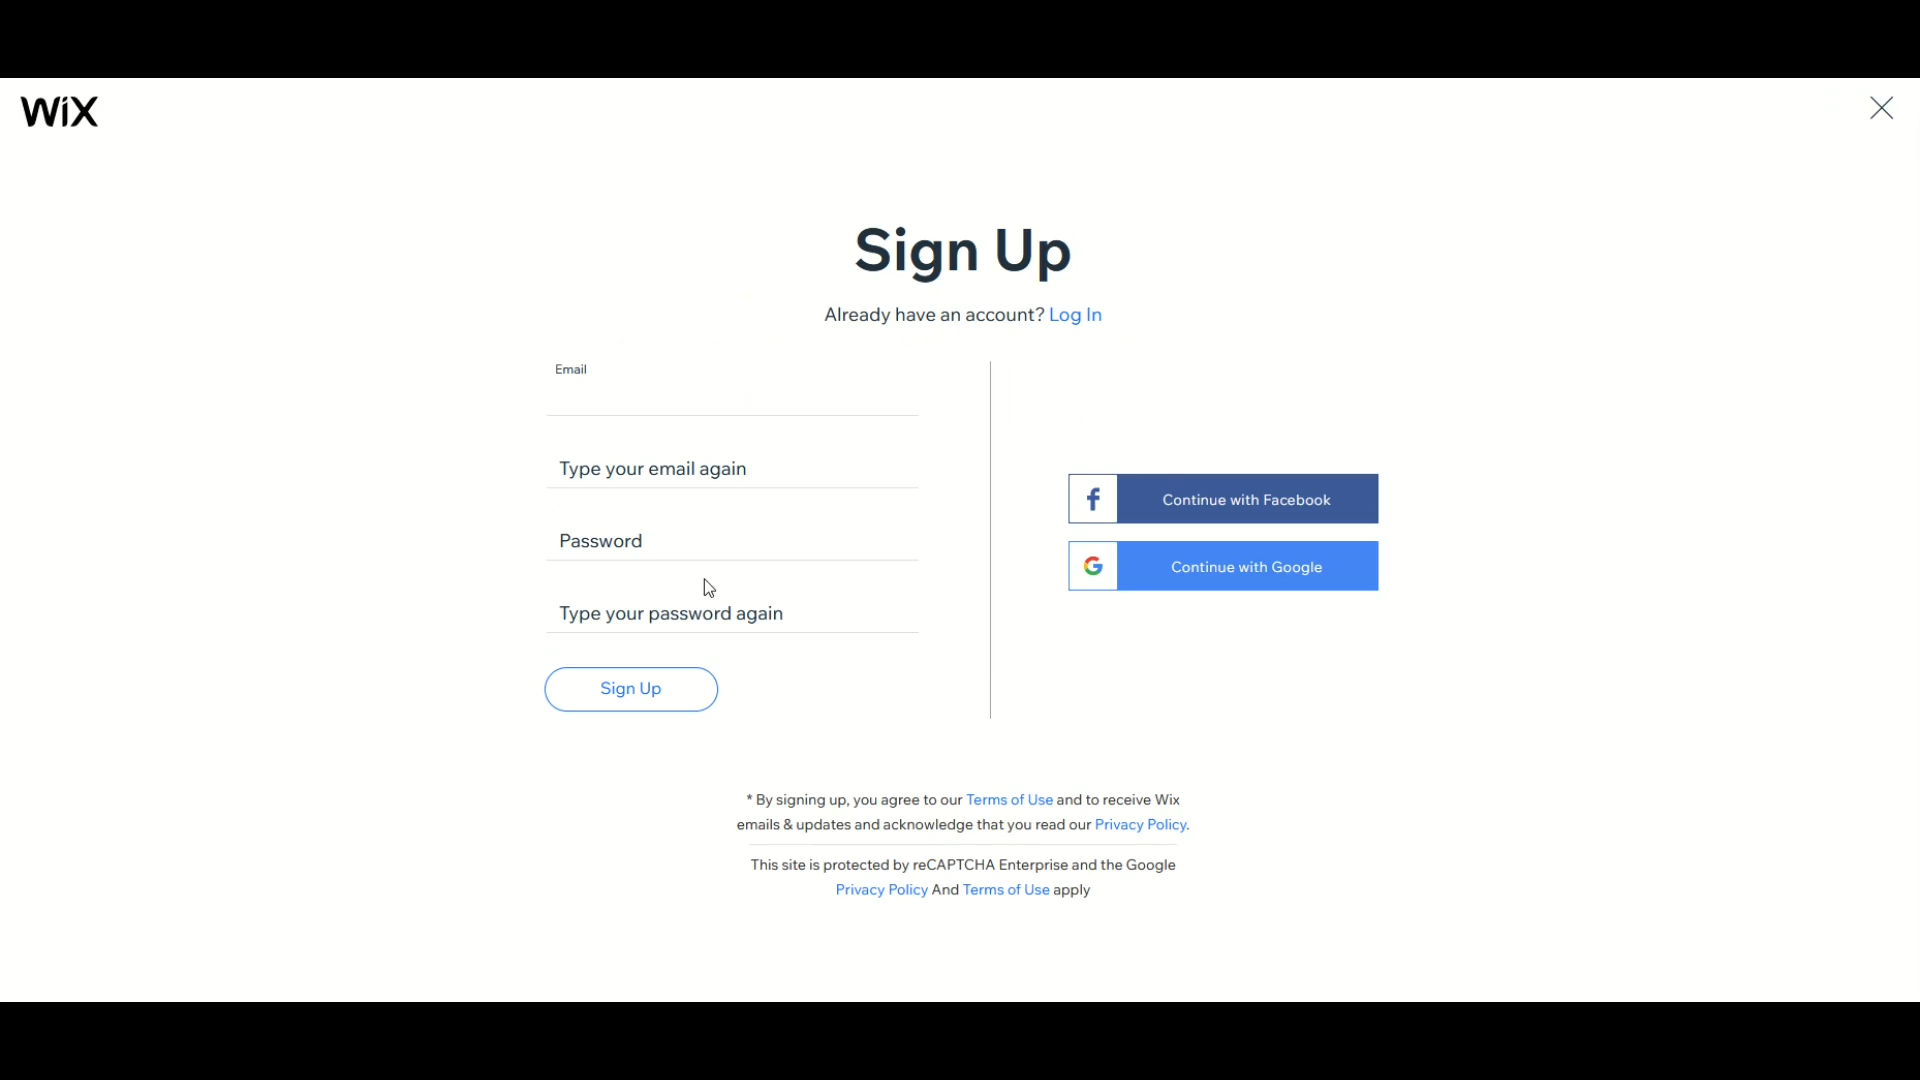 WiX
Sign Up
Already have an account? Log In
Email
Type your email again
Password
Type your password again
Sign Up
f Continue with Facebook
G Continue with Google
* By signing up, you agree to our Terms of Use and to receive Wix
emails & updates and acknowledge that you read our Privacy Policy.
This site is protected by reCAPTCHA Enterprise and the Google
Privacy Policy And Terms of Use apply